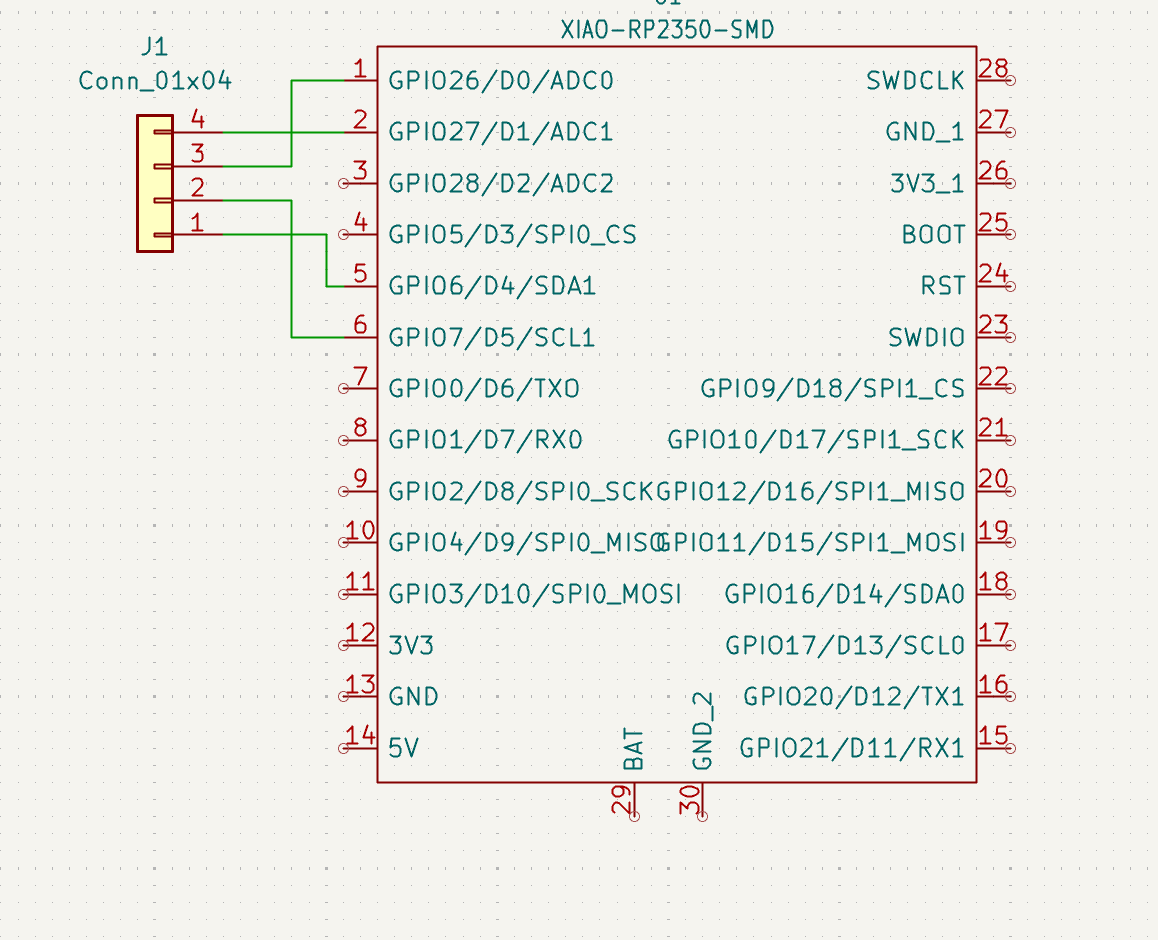 XIAO-RP2350-SMD
J1
Conn_01x04
4
3
2
1
1 GPIO26/D0/ADC0
2 GPIO27/D1/ADC1
3 GPIO28/D2/ADC2
4 GPIO5/D3/SPI0_CS
5 GPIO6/D4/SDA1
6 GPIO7/D5/SCL1
7 GPIO0/D6/TX0
8 GPIO1/D7/RX0
9 GPIO2/D8/SPI0_SCK
10 GPIO4/D9/SPI0_MISO
11 GPIO3/D10/SPI0_MOSI
12 3V3
13 GND
14 5V
SWDCLK 28
GND_1 27
3V3_1 26
BOOT 25
RST 24
SWDIO 23
GPIO9/D18/SPI1_CS 22
GPIO10/D17/SPI1_SCK 21
GPIO12/D16/SPI1_MISO 20
GPIO11/D15/SPI1_MOSI 19
GPIO16/D14/SDA0 18
GPIO17/D13/SCL0 17
GPIO20/D12/TX1 16
GPIO21/D11/RX1 15
BAT 29
GND_2 30